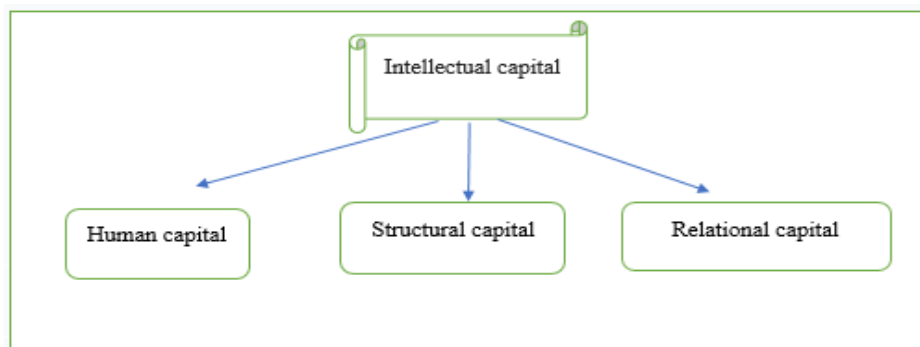 Intellectual capital
Human capital
Structural capital
Relational capital